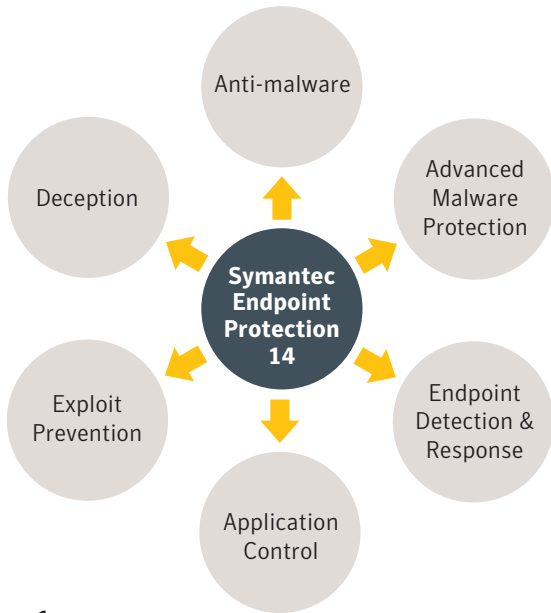 Anti-malware
Deception
Advanced
Malware
Protection
Symantec
Endpoint
Protection
14
Exploit
Prevention
Endpoint
Detection &
Response
Application
Control